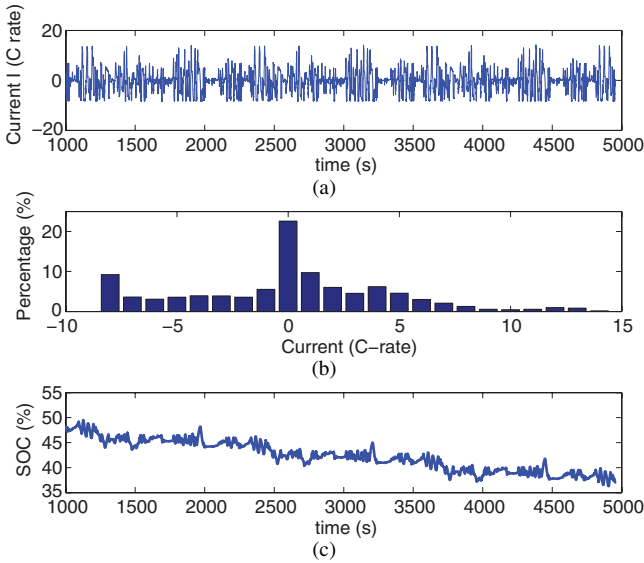 Current I (C rate)
20
0
−20
1000 1500 2000 2500 3000 3500 4000 4500 5000
time (s)
(a)
Percentage (%)
20
10
0
−10 −5 0 5 10 15
Current (C−rate)
(b)
SOC (%)
55
50
45
40
35
1000 1500 2000 2500 3000 3500 4000 4500 5000
time (s)
(c)